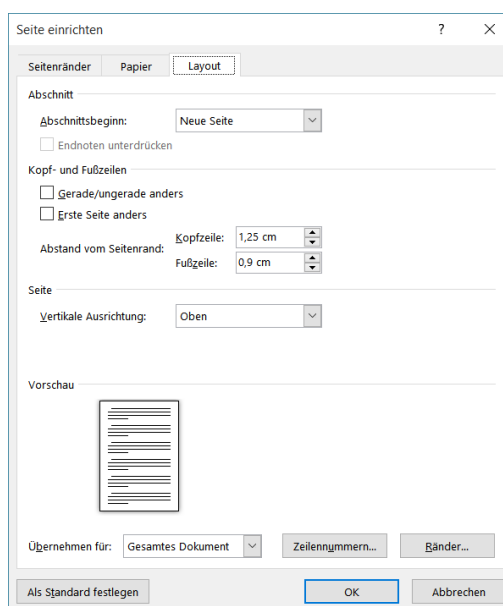 Seite einrichten ? ×
Seitenränder Papier Layout
Abschnitt
Abschnittsbeginn: Neue Seite
Endnoten unterdrücken
Kopf- und Fußzeilen
Gerade/ungerade anders
Erste Seite anders
Kopfzeile: 1,25 cm
Abstand vom Seitenrand:
Fußzeile: 0,9 cm
Seite
Vertikale Ausrichtung: Oben
Vorschau
Übernehmen für: Gesamtes Dokument Zeilennummern... Ränder...
Als Standard festlegen OK Abbrechen